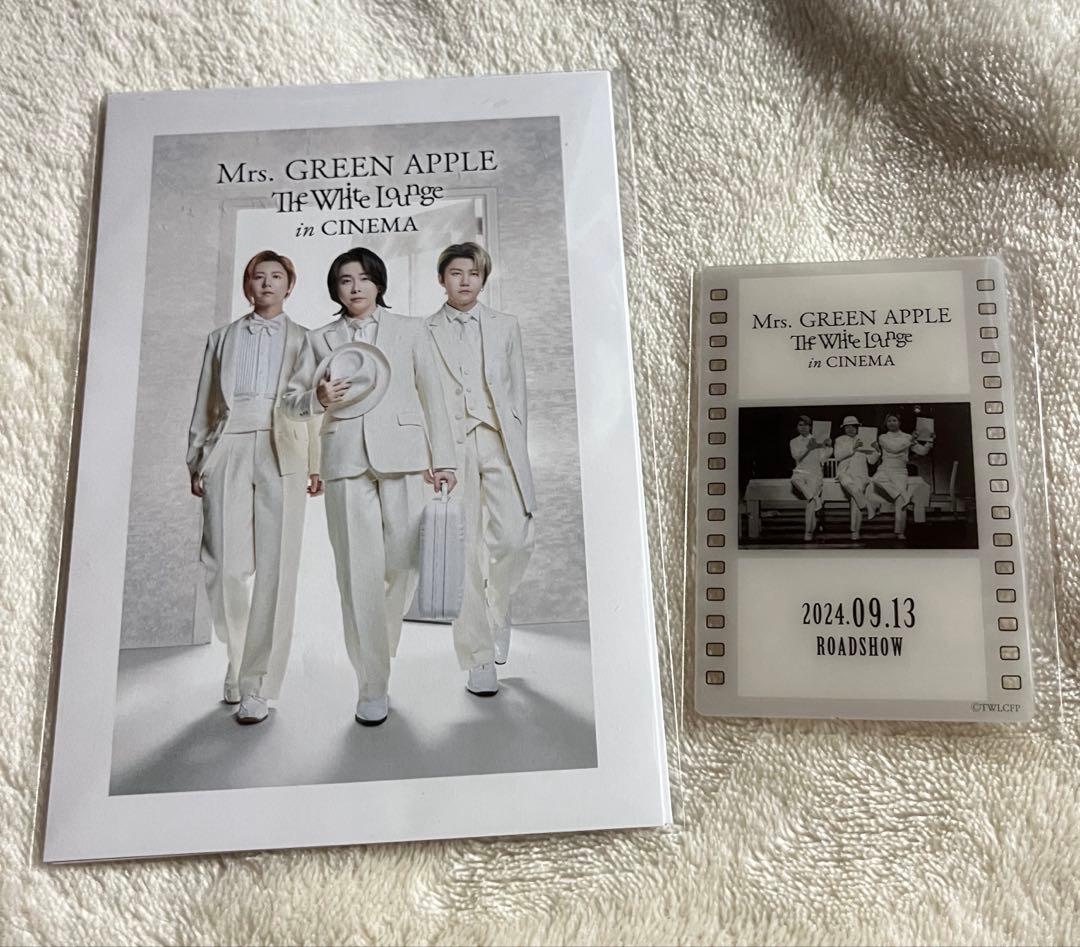 Mrs. GREEN APPLE
The White Lounge
in CINEMA
Mrs. GREEN APPLE
The White Lounge
in CINEMA
2024.09.13
ROADSHOW
©TWLCFP